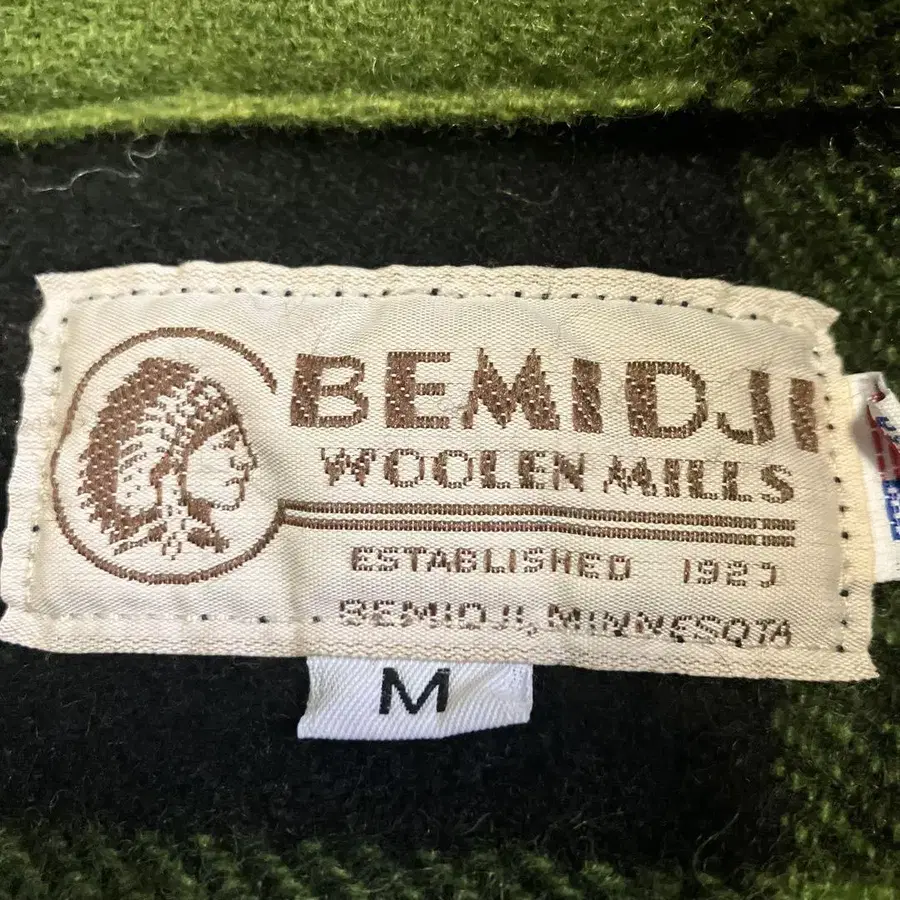 BEMIDJI
WOOLEN MILLS
ESTABLISHED 1920
BEMIDJI, MINNESOTA
M